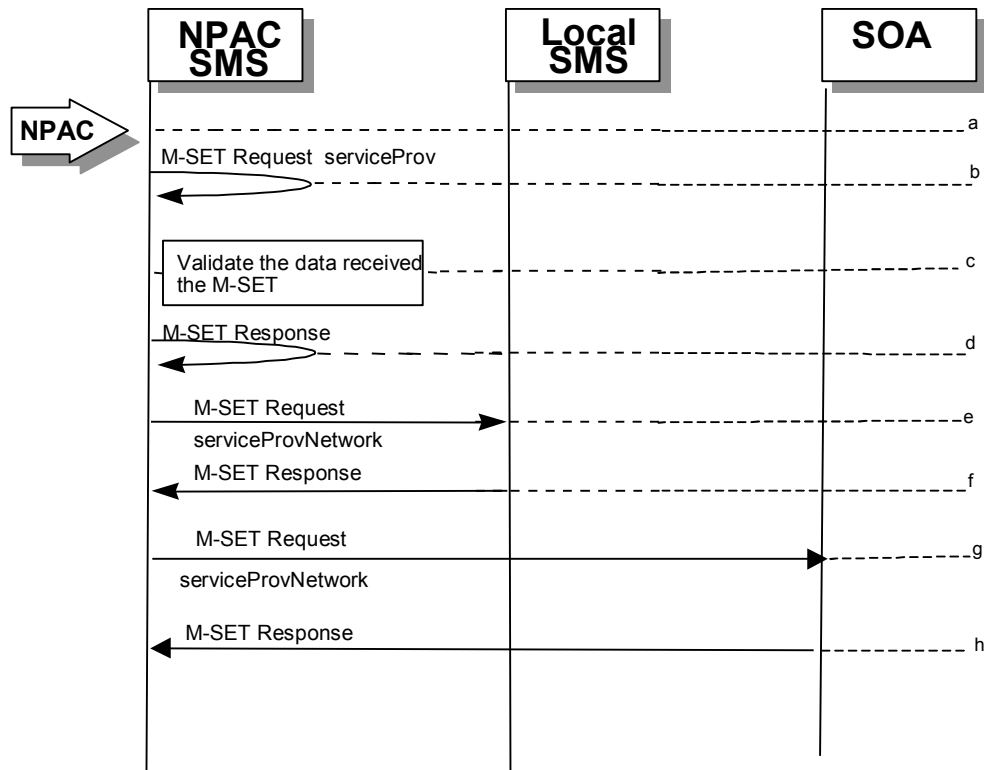 NPAC
SMS
Local
SMS
SOA
NPAC
a
M-SET Request serviceProv
b
Validate the data received
the M-SET
c
M-SET Response
d
M-SET Request
serviceProvNetwork
e
M-SET Response
f
M-SET Request
serviceProvNetwork
g
M-SET Response
h